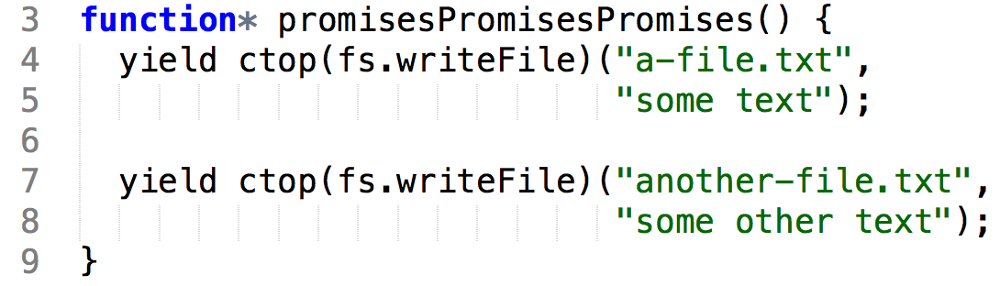 3 function* promisesPromisesPromises() {
4   yield ctop(fs.writeFile)("a-file.txt",
5                            "some text");
6
7   yield ctop(fs.writeFile)("another-file.txt",
8                            "some other text");
9 }